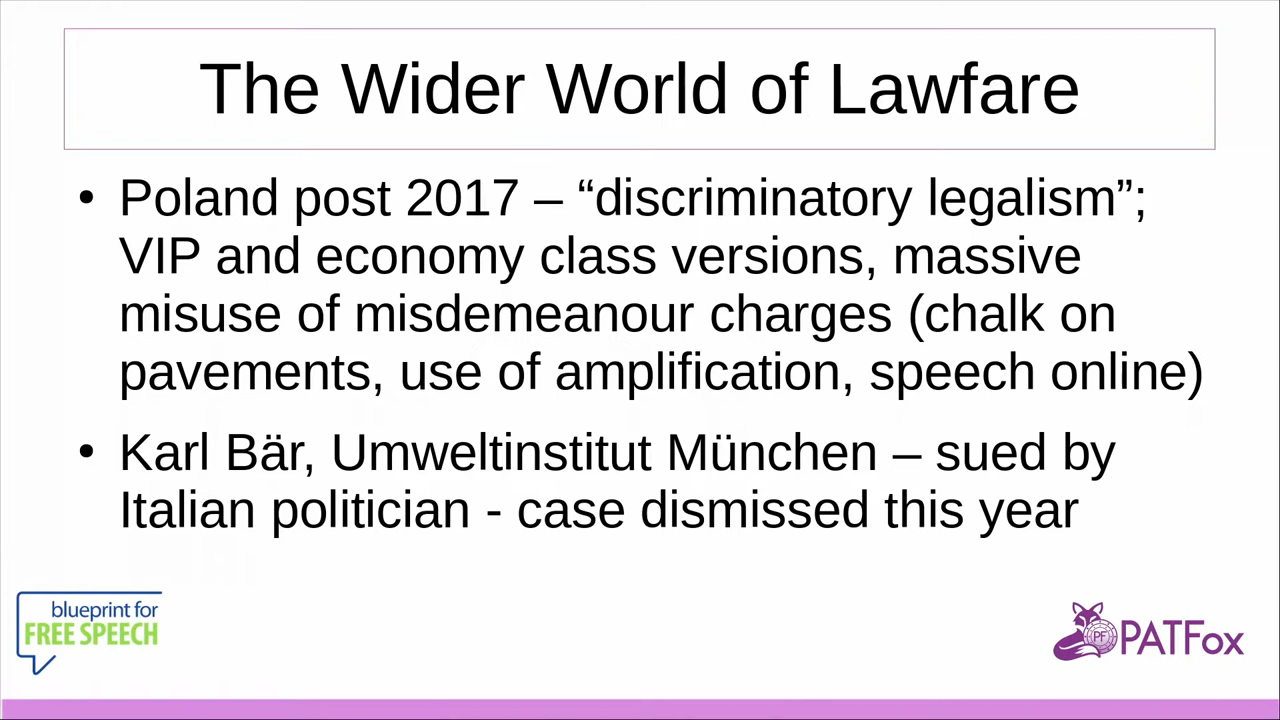 The Wider World of Lawfare
• Poland post 2017 – “discriminatory legalism”;
VIP and economy class versions, massive
misuse of misdemeanour charges (chalk on
pavements, use of amplification, speech online)
• Karl Bär, Umweltinstitut München – sued by
Italian politician - case dismissed this year
blueprint for
FREE SPEECH
PF
PATFox